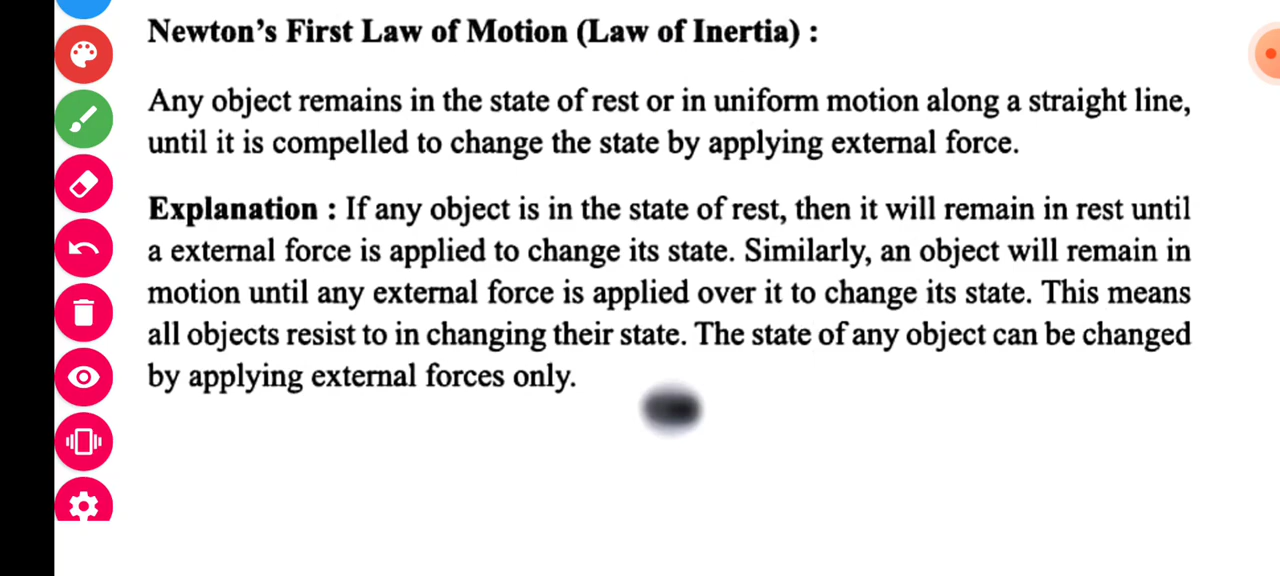 Newton's First Law of Motion (Law of Inertia) :
Any object remains in the state of rest or in uniform motion along a straight line,
until it is compelled to change the state by applying external force.
Explanation : If any object is in the state of rest, then it will remain in rest until
a external force is applied to change its state. Similarly, an object will remain in
motion until any external force is applied over it to change its state. This means
all objects resist to in changing their state. The state of any object can be changed
by applying external forces only.